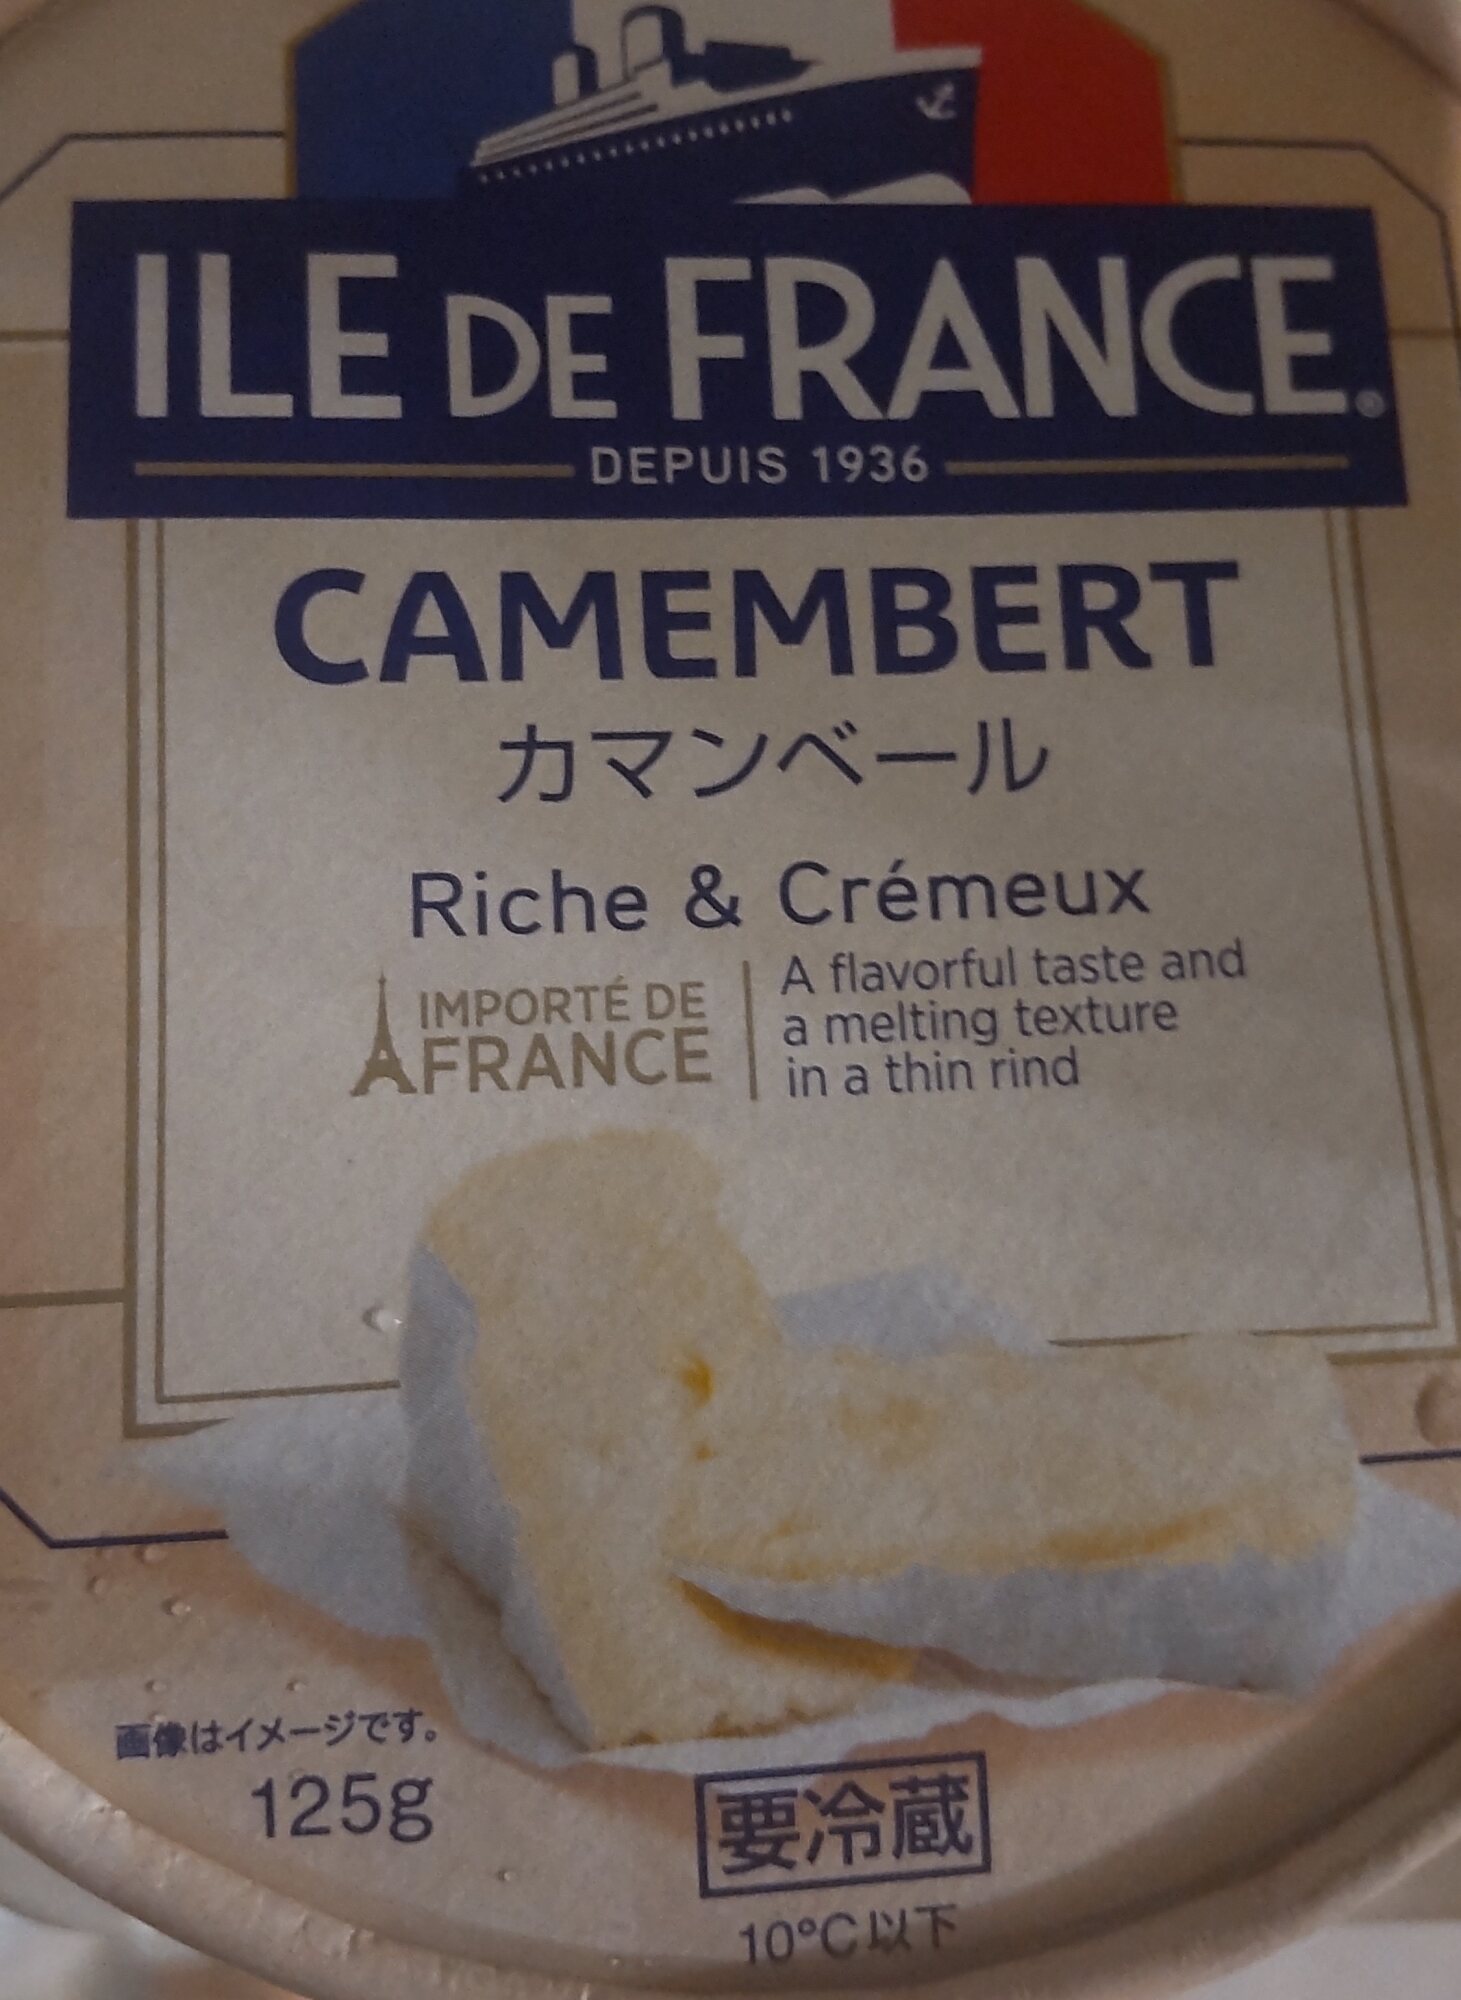 ILE DE FRANCE®
DEPUIS 1936
CAMEMBERT
カマンベール
Riche & Crémeux
IMPORTÉ DE
FRANCE
A flavorful taste and
a melting texture
in a thin rind
画像はイメージです。
125g
要冷蔵
10℃以下